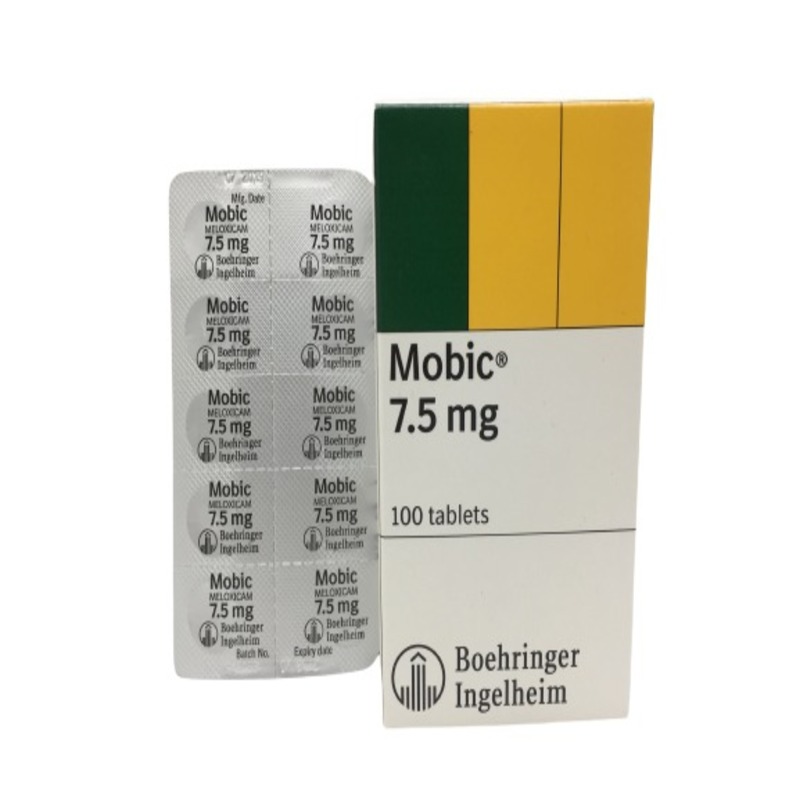 Mfg. Date
Mobic
MELOXICAM
7.5 mg
Boehringer
Ingelheim
Mobic
MELOXICAM
7.5 mg
Boehringer
Ingelheim
Mobic
MELOXICAM
7.5 mg
Boehringer
Ingelheim
Mobic
MELOXICAM
7.5 mg
Boehringer
Ingelheim
Mobic
MELOXICAM
7.5 mg
Boehringer
Ingelheim
Mobic
MELOXICAM
7.5 mg
Boehringer
Ingelheim
Mobic
MELOXICAM
7.5 mg
Boehringer
Ingelheim
Mobic
MELOXICAM
7.5 mg
Boehringer
Ingelheim
Mobic
MELOXICAM
7.5 mg
Boehringer
Ingelheim
Batch No.
Mobic
MELOXICAM
7.5 mg
Boehringer
Ingelheim
Expiry date
Mobic®
7.5 mg
100 tablets
Boehringer
Ingelheim